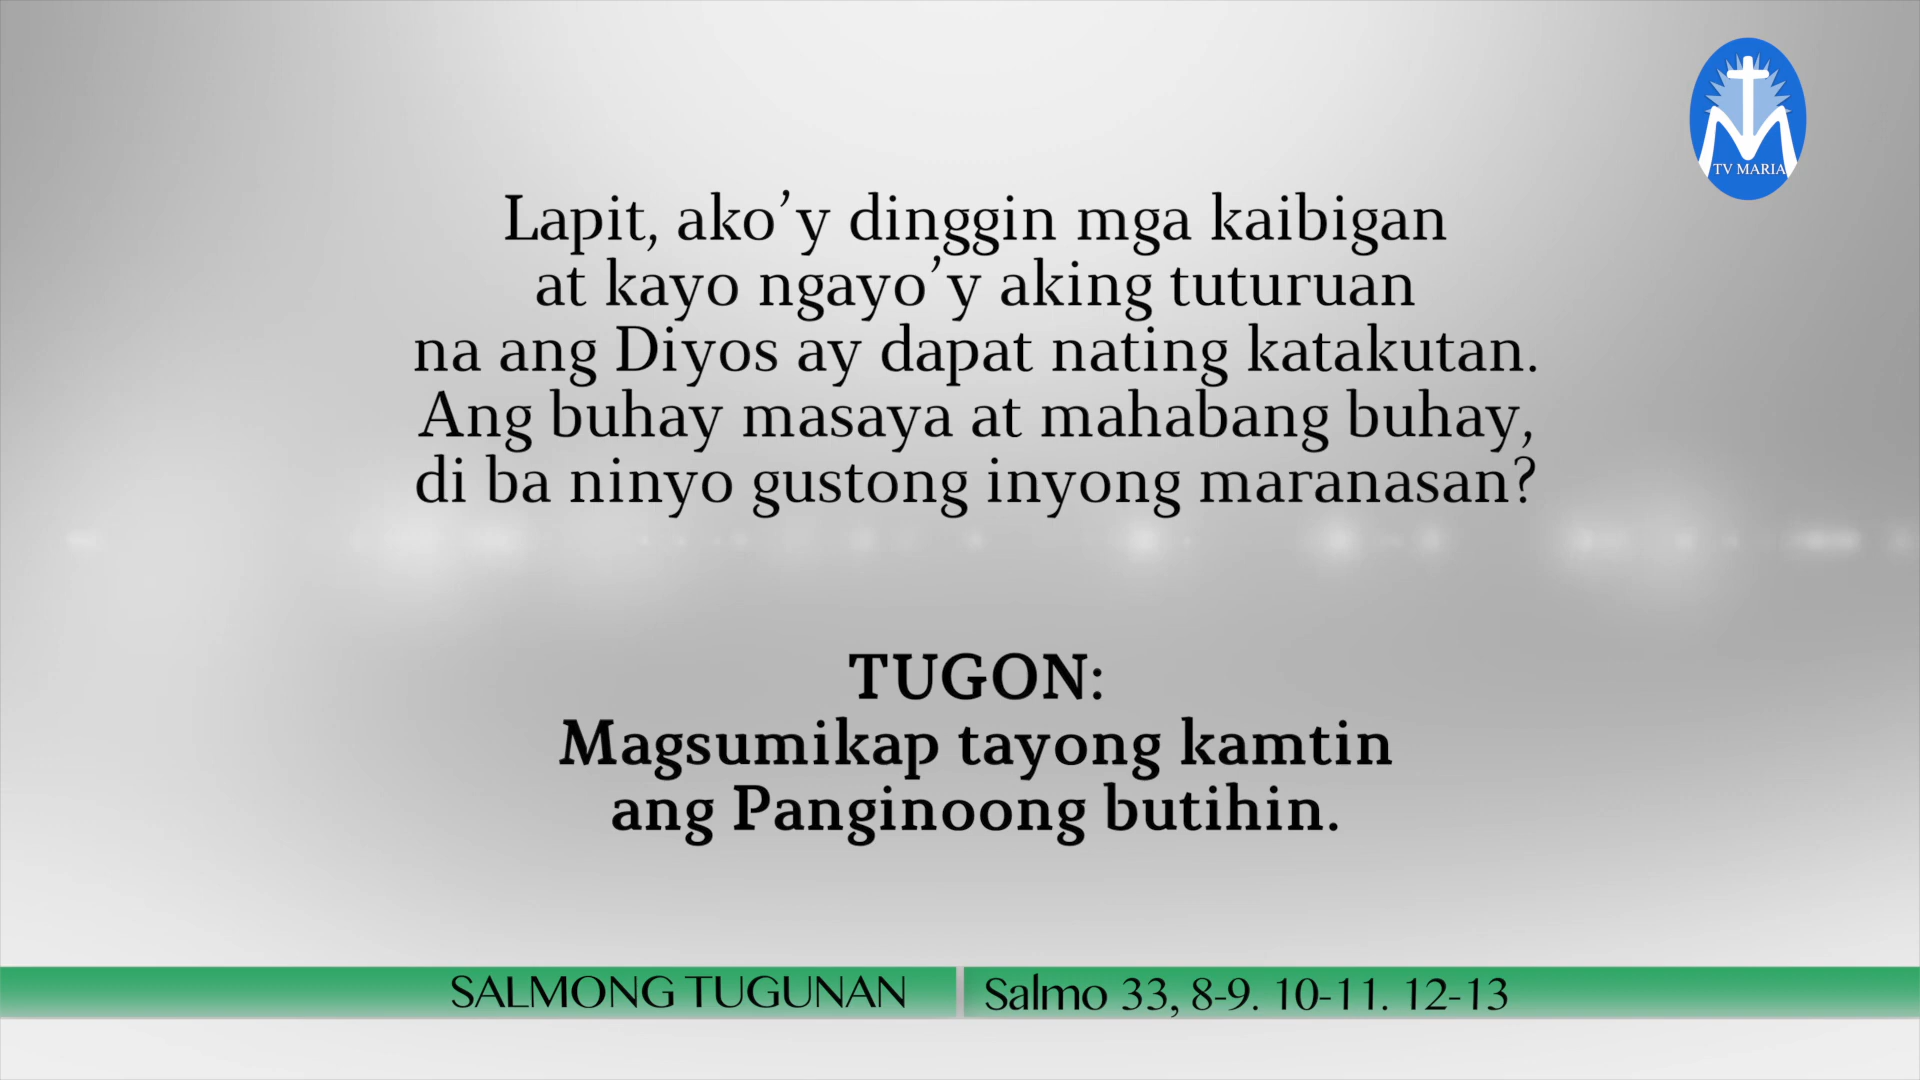 TV MARIA
Lapit, ako’y dinggin mga kaibigan
at kayo ngayo’y aking tuturuan
na ang Diyos ay dapat nating katakutan.
Ang buhay masaya at mahabang buhay,
di ba ninyo gustong inyong maranasan?
TUGON:
Magsumikap tayong kamtin
ang Panginoong butihin.
SALMONG TUGUNAN
Salmo 33, 8-9. 10-11. 12-13